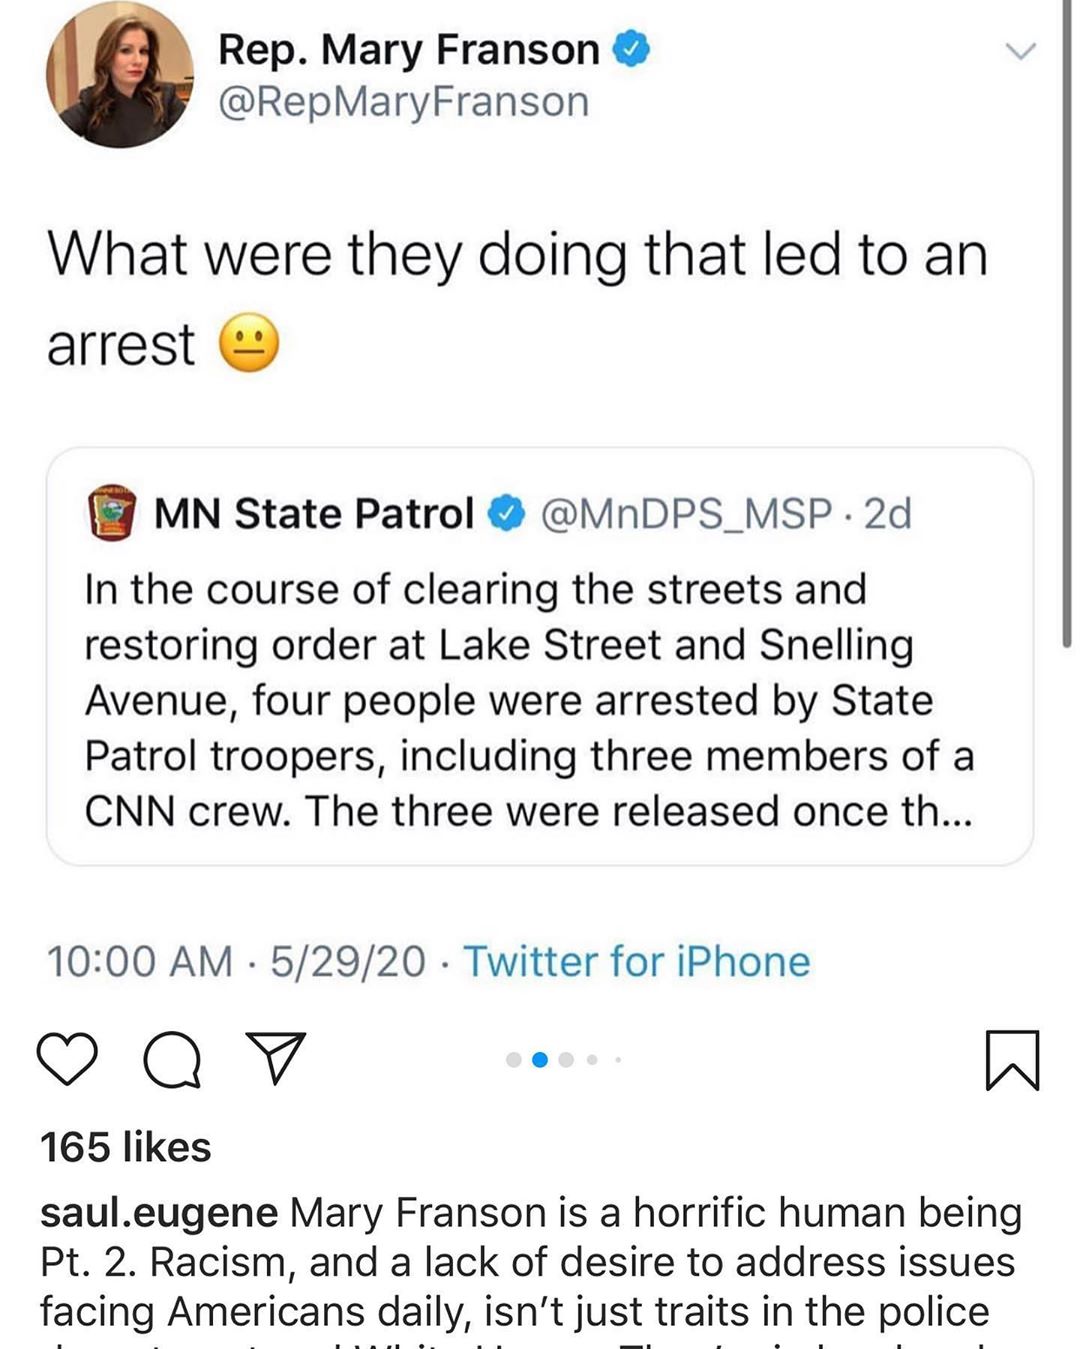 Rep. Mary Franson
@RepMaryFranson
What were they doing that led to an
arrest 😐
MN State Patrol @MnDPS_MSP · 2d
In the course of clearing the streets and
restoring order at Lake Street and Snelling
Avenue, four people were arrested by State
Patrol troopers, including three members of a
CNN crew. The three were released once th...
10:00 AM · 5/29/20 · Twitter for iPhone
165 likes
saul.eugene Mary Franson is a horrific human being
Pt. 2. Racism, and a lack of desire to address issues
facing Americans daily, isn't just traits in the police